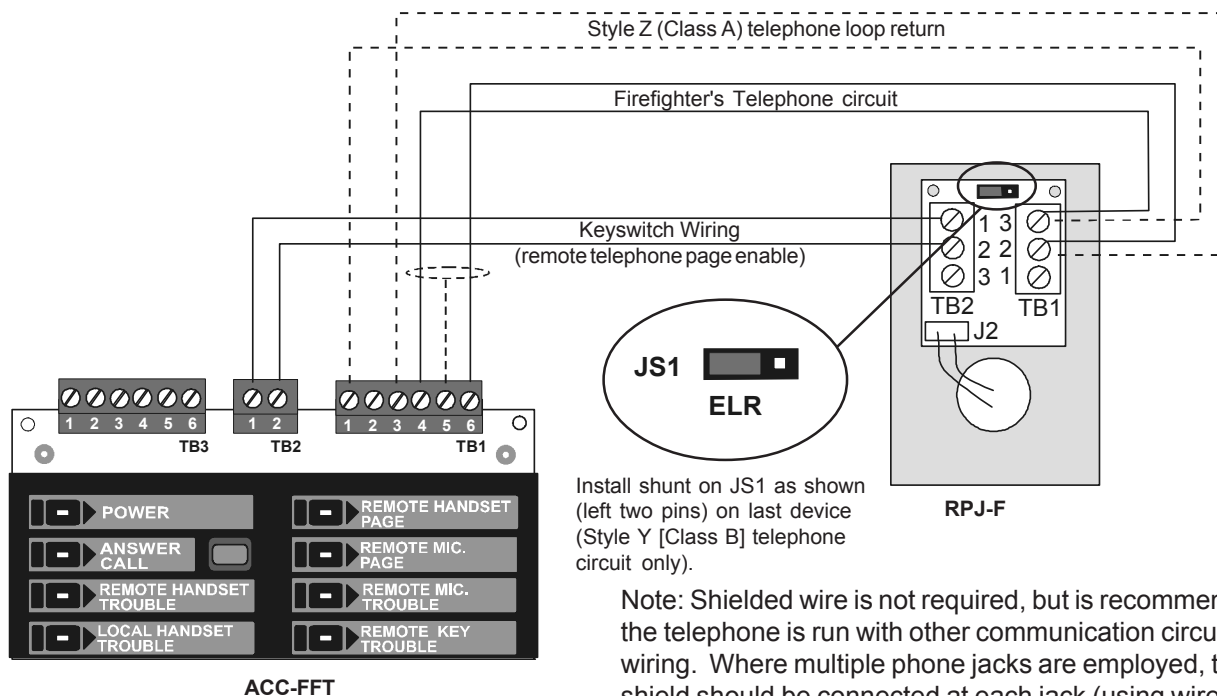 Style Z (Class A) telephone loop return
Firefighter's Telephone circuit
Keyswitch Wiring
(remote telephone page enable)
1 3
2 2
3 1
TB2
TB1
J2
JS1
ELR
RPJ-F
1 2 3 4 5 6
TB3
1 2
TB2
1 2 3 4 5 6
TB1
POWER
ANSWER
CALL
REMOTE HANDSET
TROUBLE
LOCAL HANDSET
TROUBLE
REMOTE HANDSET
PAGE
REMOTE MIC.
PAGE
REMOTE MIC.
TROUBLE
REMOTE KEY
TROUBLE
ACC-FFT
Install shunt on JS1 as shown
(left two pins) on last device
(Style Y [Class B] telephone
circuit only).
Note: Shielded wire is not required, but is
the telephone is run with other communication
wiring. Where multiple phone jacks are employed,
shield should be connected at each jack (using wire